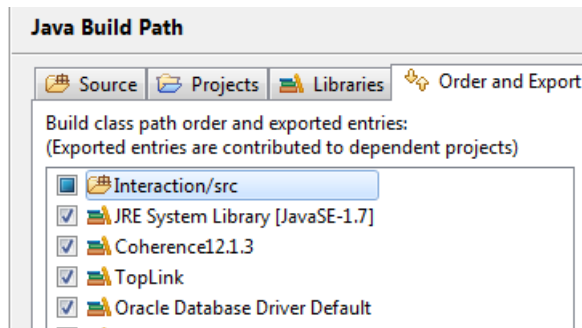 Java Build Path
Source Projects Libraries Order and Export
Build class path order and exported entries:
(Exported entries are contributed to dependent projects)
Interaction/src
JRE System Library [JavaSE-1.7]
Coherence12.1.3
TopLink
Oracle Database Driver Default